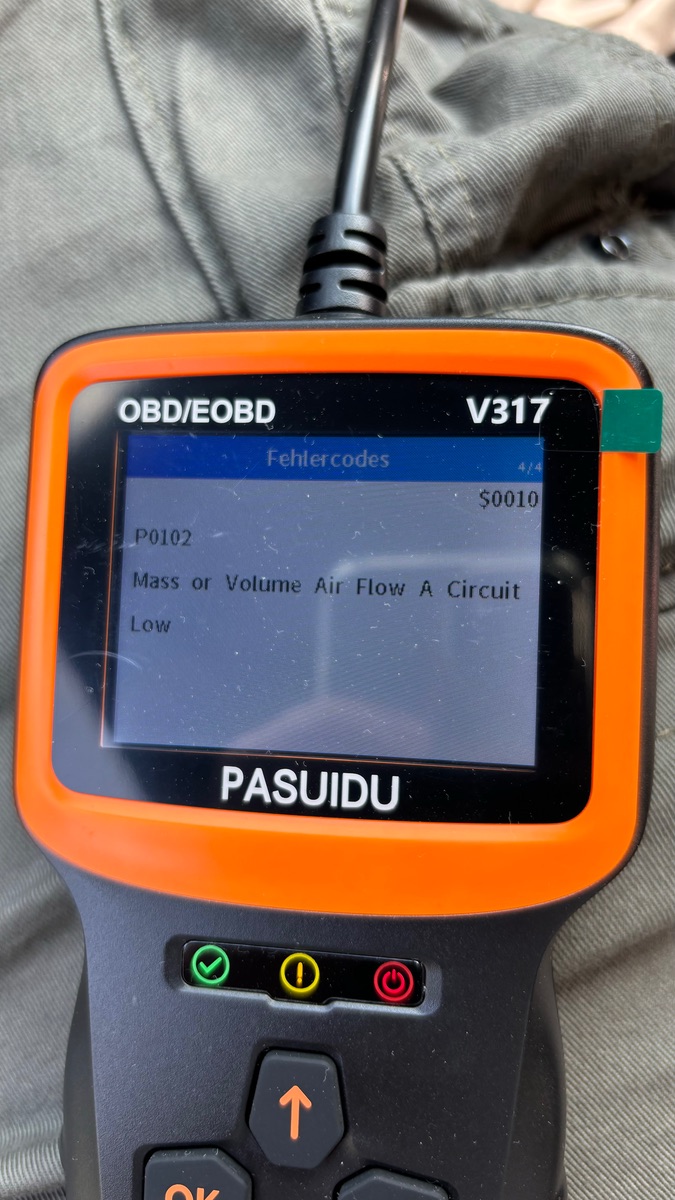 OBD/EOBD V317
Fehlercodes 4/4
$0010
P0102
Mass or Volume Air Flow A Circuit
Low
PASUIDU
OK